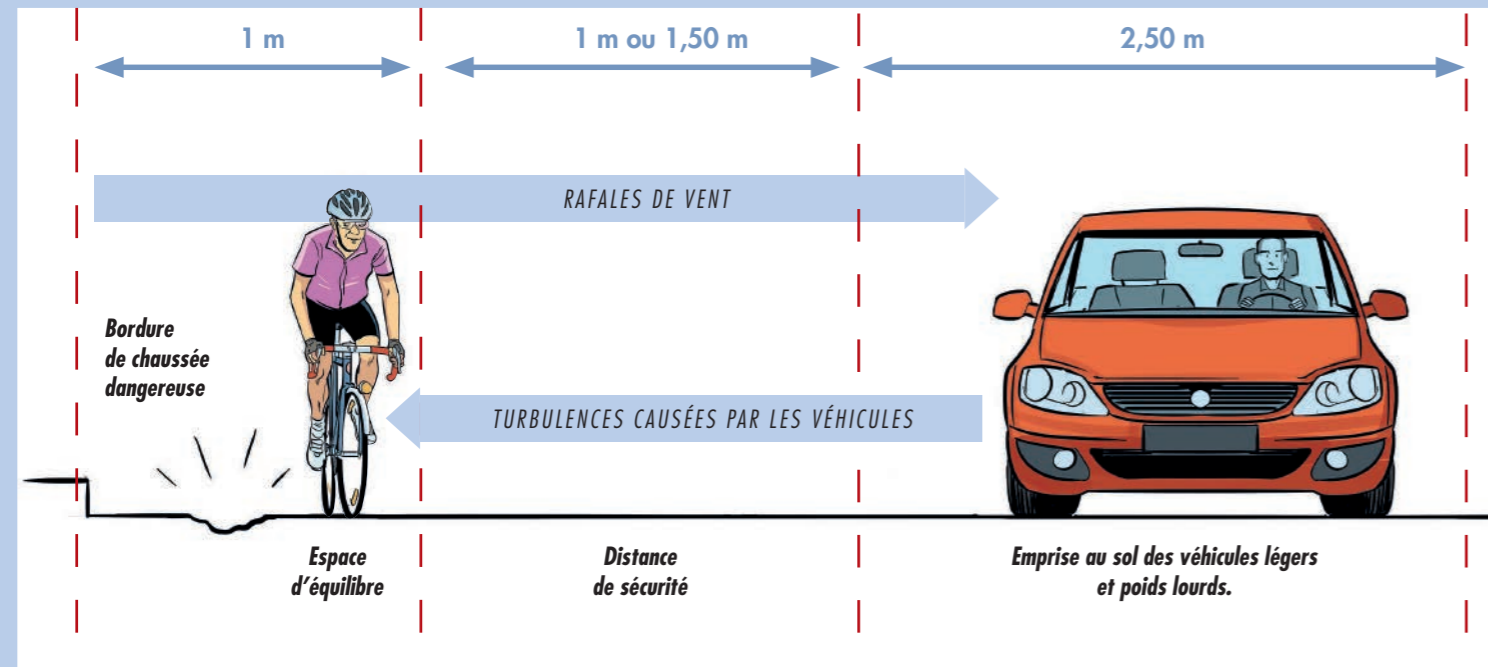 1 m
1 m ou 1,50 m
2,50 m
RAFALES DE VENT
Bordure
de chaussée
dangereuse
TURBULENCES CAUSÉES PAR LES VÉHICULES
Espace
d'équilibre
Distance
de sécurité
Emprise au sol des véhicules légers
et poids lourds.